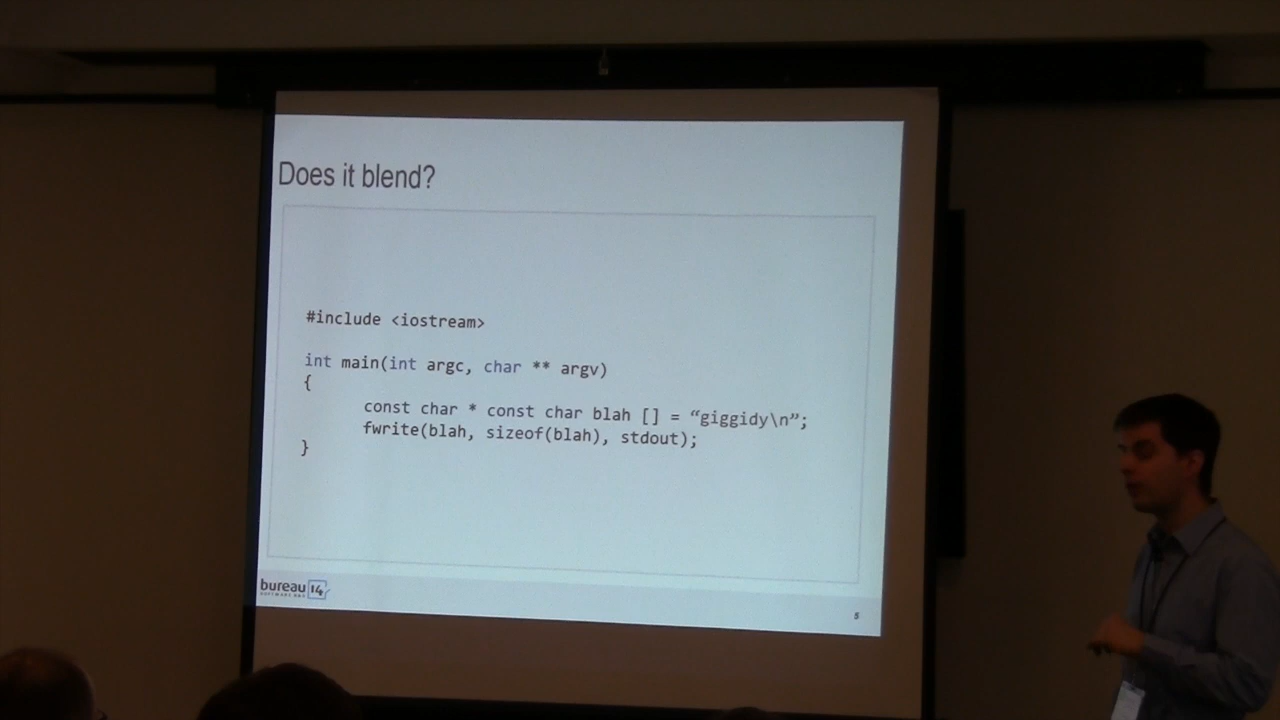 Does it blend?
#include <iostream>
int main(int argc, char ** argv)
{
const char * const char blah [] = “giggidy\n”;
fwrite(blah, sizeof(blah), stdout);
}
bureau 14
5